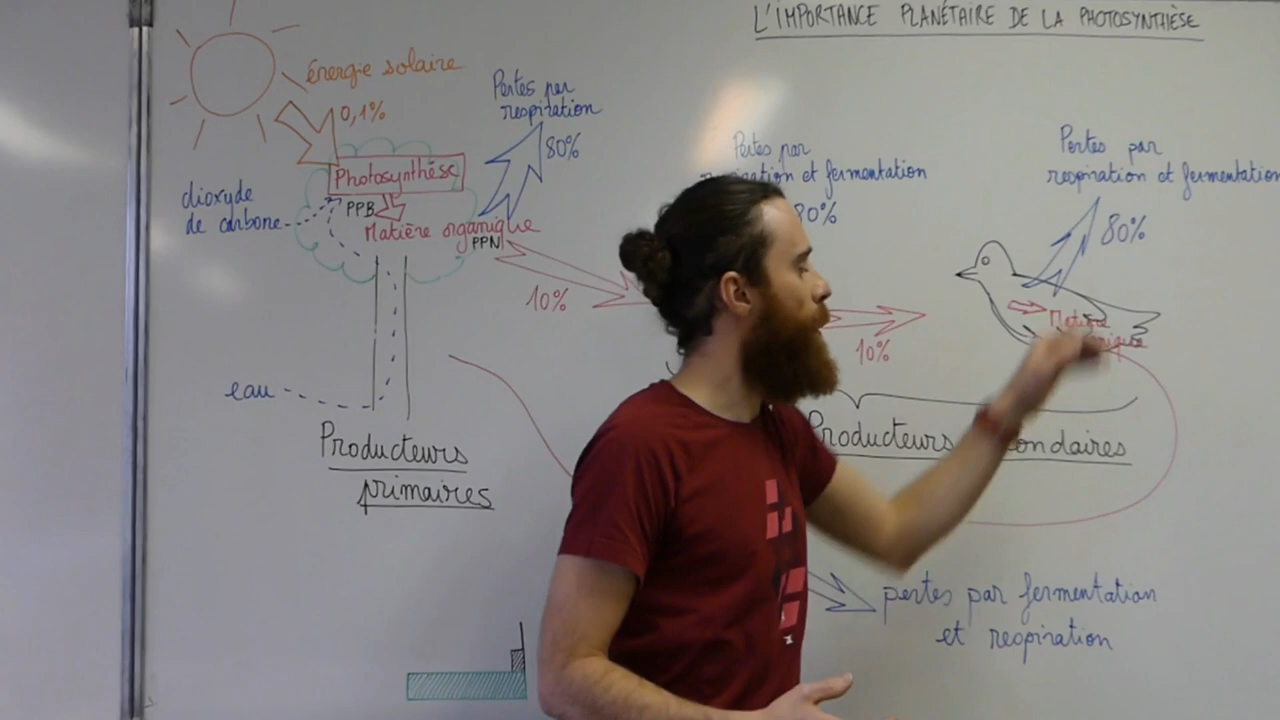 L'IMPORTANCE PLANÉTAIRE DE LA PHOTOSYNTHÈSE
énergie solaire
0,1%
Pertes par
respiration
80%
Photosynthèse
PPB
Matière organique
PPN
dioxyde
de carbone
eau
10%
Producteurs
primaires
Pertes par
et fermentation
80%
10%
Pertes par
respiration et fermentation
80%
Producteurs
pertes par fermentation
et respiration